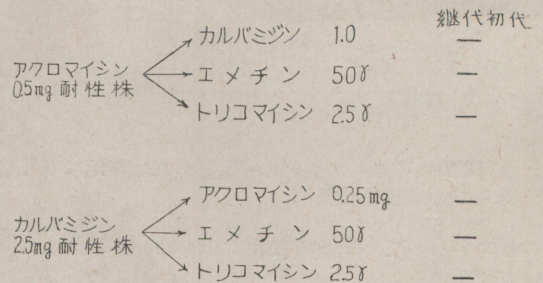 継代初代
カルバミジン 1.0 —
アクロマイシン
0.5mg 耐性株
エメチン 50γ —
トリコマイシン 2.5γ —
アクロマイシン 0.25mg —
カルバミジン
2.5mg 耐性株
エメチン 50γ —
トリコマイシン 2.5γ —